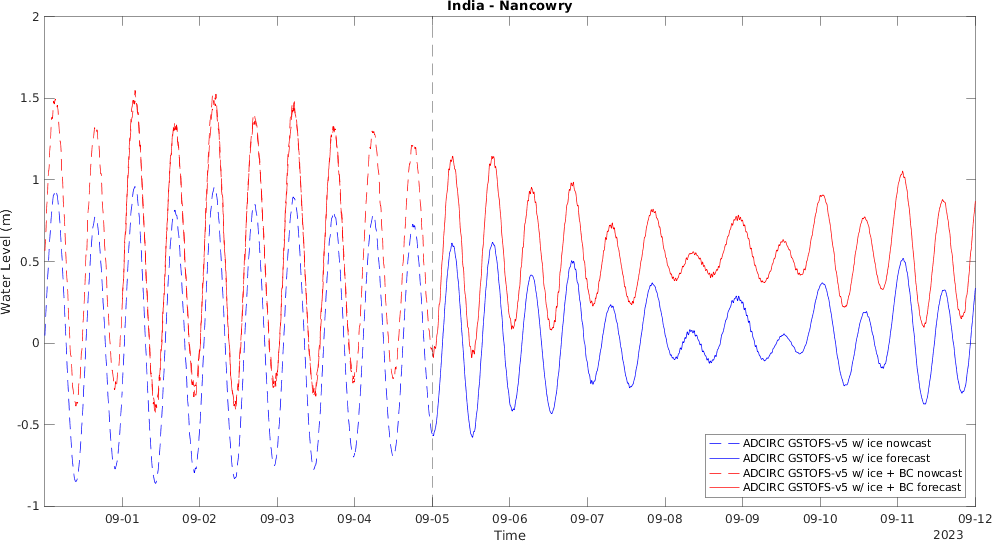 India - Nancowry
Water Level (m)
2
1.5
1
0.5
0
-0.5
-1
09-01 09-02 09-03 09-04 09-05 09-06 09-07 09-08 09-09 09-10 09-11 09-12
Time
2023
ADCIRC GSTOFS-v5 w/ ice nowcast
ADCIRC GSTOFS-v5 w/ ice forecast
ADCIRC GSTOFS-v5 w/ ice + BC nowcast
ADCIRC GSTOFS-v5 w/ ice + BC forecast